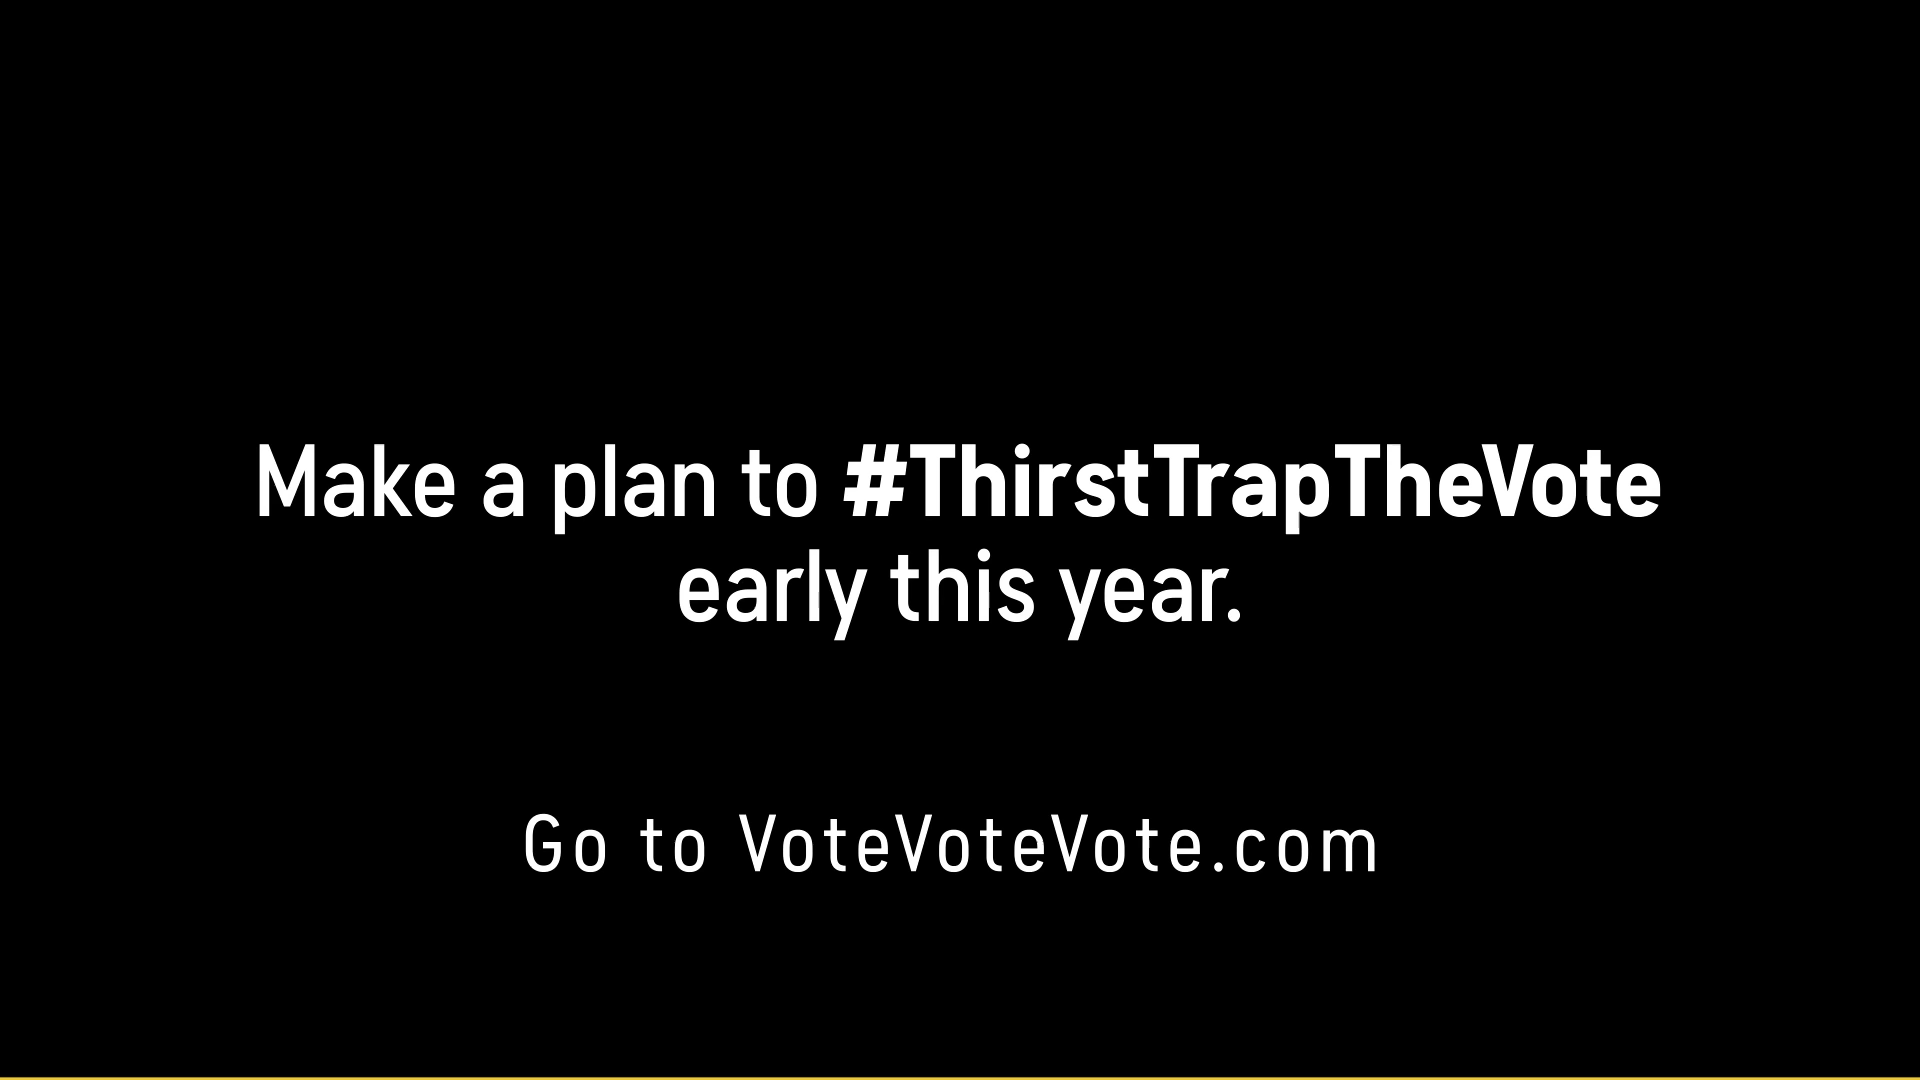 Make a plan to #ThirstTrapTheVote
early this year.
Go to VoteVoteVote.com